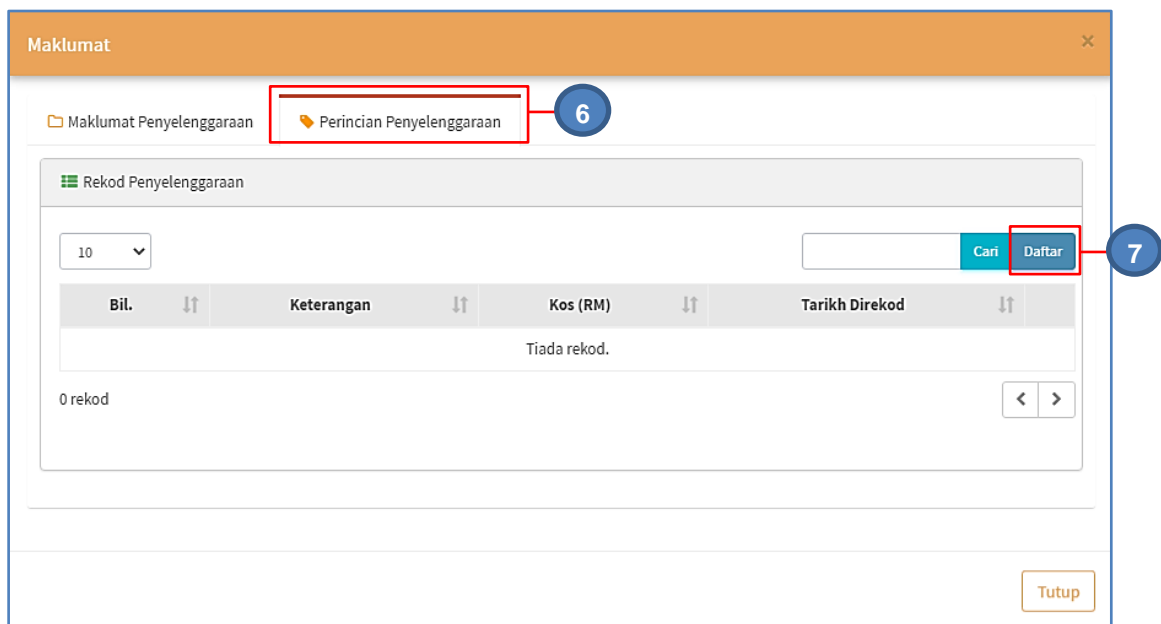 Maklumat ×
Maklumat Penyelenggaraan Perincian Penyelenggaraan 6
Rekod Penyelenggaraan
10 Cari Daftar 7
Bil. Keterangan Kos (RM) Tarikh Direkod
Tiada rekod.
0 rekod
Tutup